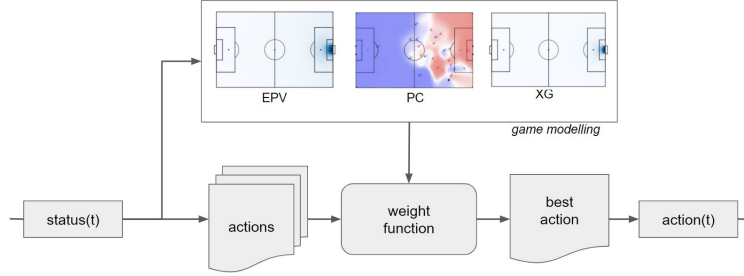 EPV
PC
XG
game modelling
status(t)
actions
weight
function
best
action
action(t)